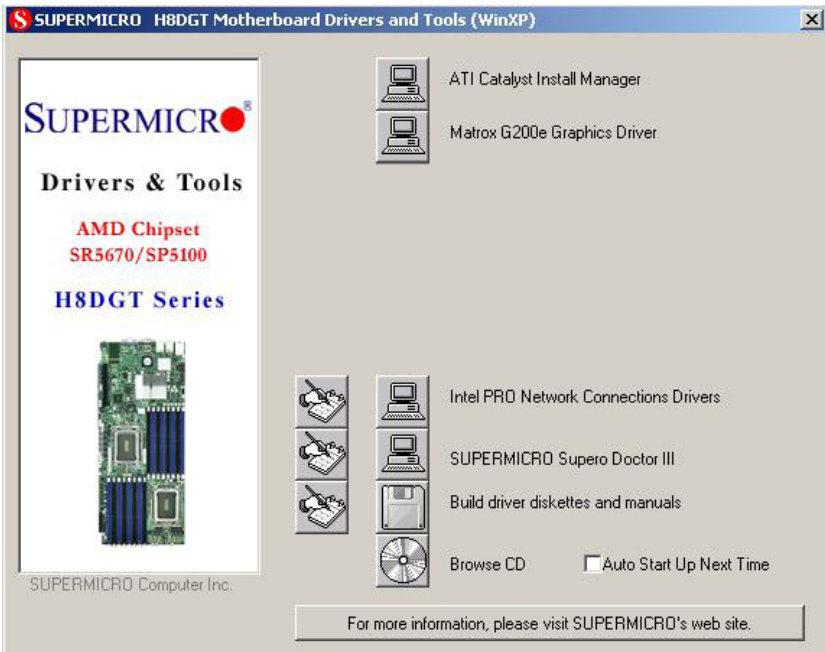 SUPERMICRO H8DGT Motherboard Drivers and Tools (WinXP)
SUPERMICRO®
Drivers & Tools
AMD Chipset
SR5670/SP5100
H8DGT Series
SUPERMICRO Computer Inc.
ATI Catalyst Install Manager
Matrox G200e Graphics Driver
Intel PRO Network Connections Drivers
SUPERMICRO Supero Doctor III
Build driver diskettes and manuals
Browse CD
Auto Start Up Next Time
For more information, please visit SUPERMICRO's web site.